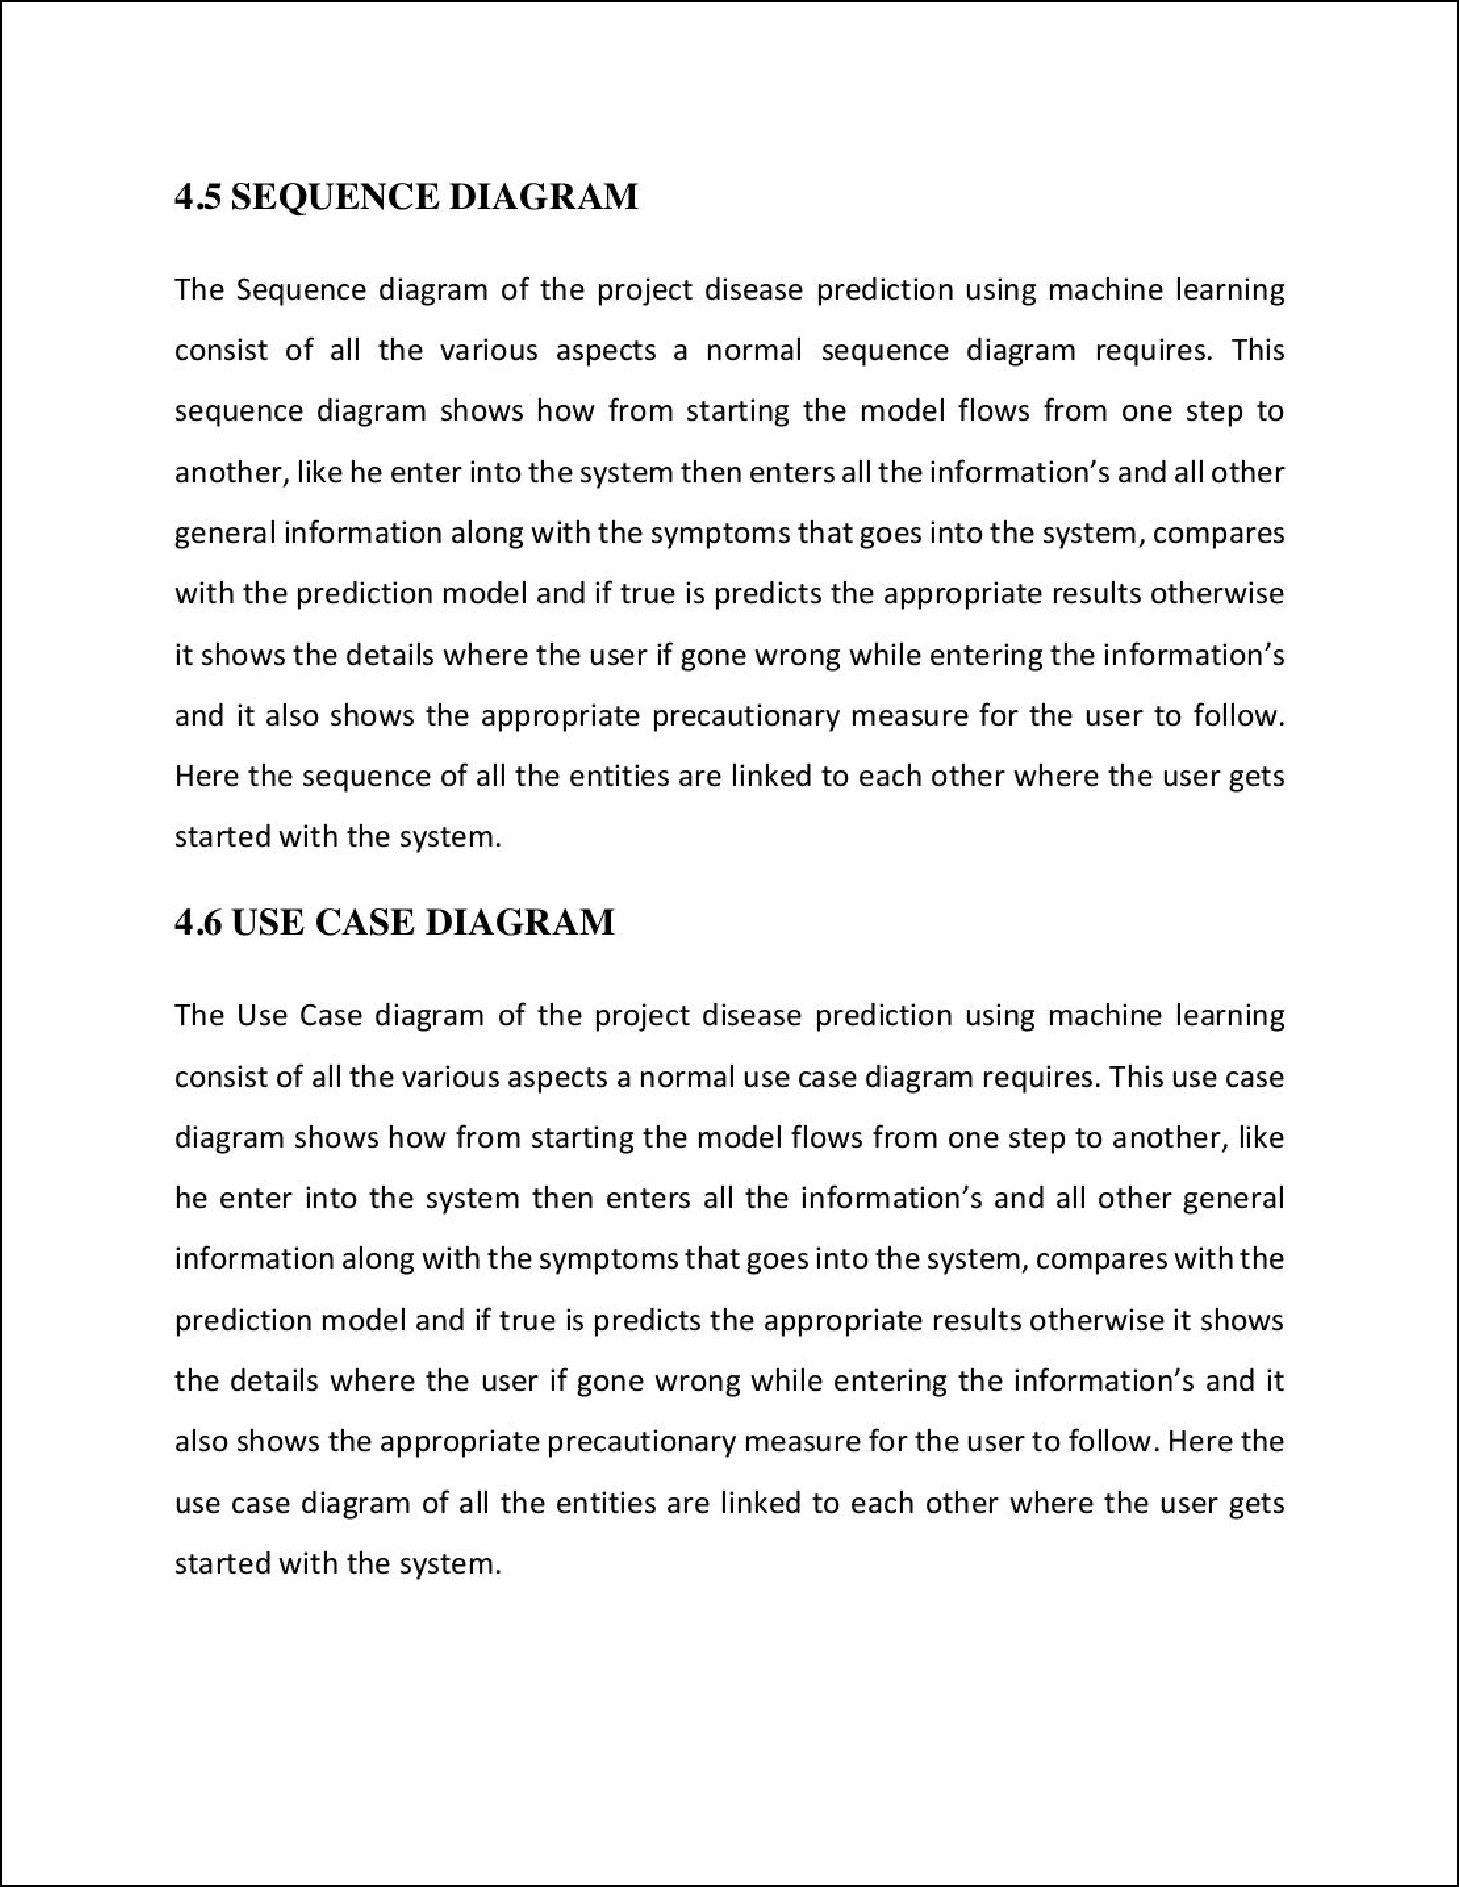 4.5 SEQUENCE DIAGRAM
The Sequence diagram of the project disease prediction using machine learning
consist of all the various aspects a normal sequence diagram requires. This
sequence diagram shows how from starting the model flows from one step to
another, like he enter into the system then enters all the information’s and all other
general information along with the symptoms that goes into the system, compares
with the prediction model and if true is predicts the appropriate results otherwise
it shows the details where the user if gone wrong while entering the information’s
and it also shows the appropriate precautionary measure for the user to follow.
Here the sequence of all the entities are linked to each other where the user gets
started with the system.
4.6 USE CASE DIAGRAM
The Use Case diagram of the project disease prediction using machine learning
consist of all the various aspects a normal use case diagram requires. This use case
diagram shows how from starting the model flows from one step to another, like
he enter into the system then enters all the information’s and all other general
information along with the symptoms that goes into the system, compares with the
prediction model and if true is predicts the appropriate results otherwise it shows
the details where the user if gone wrong while entering the information’s and it
also shows the appropriate precautionary measure for the user to follow. Here the
use case diagram of all the entities are linked to each other where the user gets
started with the system.